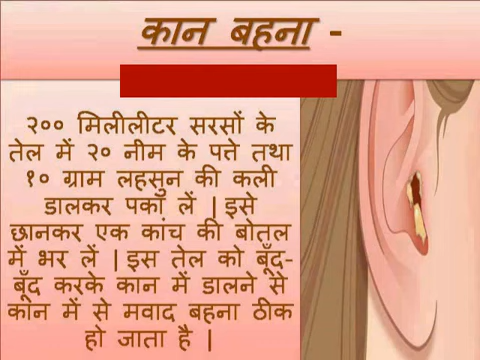 कान बहना -
२०० मिलीलीटर सरसों के
तेल में २० नीम के पत्ते तथा
१० ग्राम लहसुन की कली
डालकर पका लें | इसे
छानकर एक कांच की बोतल
में भर लें | इस तेल को बूँद-
बूँद करके कान में डालने से
कान में से मवाद बहना ठीक
हो जाता है |